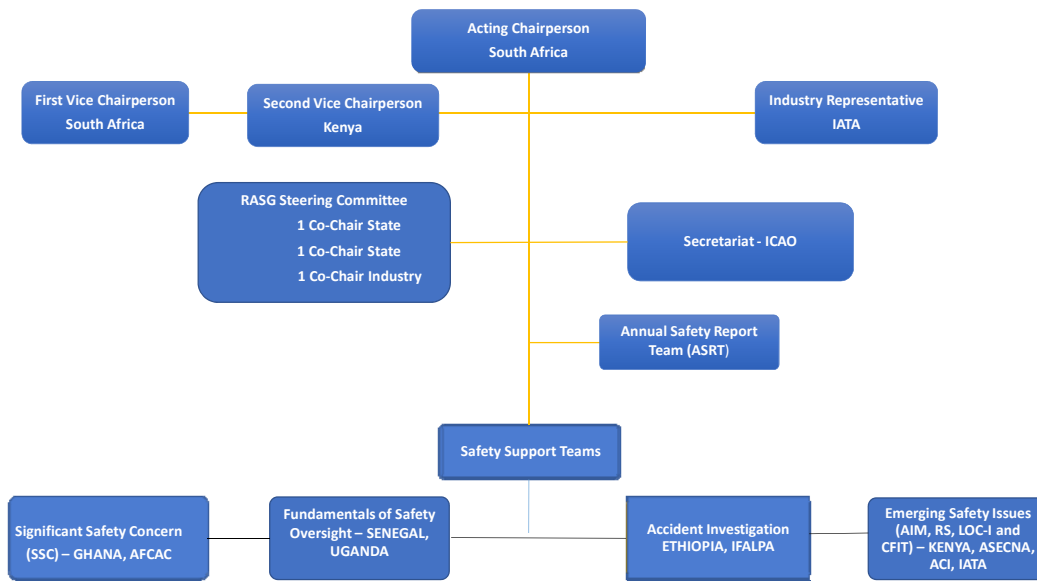 Acting Chairperson
South Africa
First Vice Chairperson
South Africa
Second Vice Chairperson
Kenya
Industry Representative
IATA
RASG Steering Committee
1 Co-Chair State
1 Co-Chair State
1 Co-Chair Industry
Secretariat - ICAO
Annual Safety Report
Team (ASRT)
Safety Support Teams
Significant Safety Concern
(SSC) – GHANA, AFCAC
Fundamentals of Safety
Oversight – SENEGAL,
UGANDA
Accident Investigation
ETHIOPIA, IFALPA
Emerging Safety Issues
(AIM, RS, LOC-I and
CFIT) – KENYA, ASECNA,
ACI, IATA